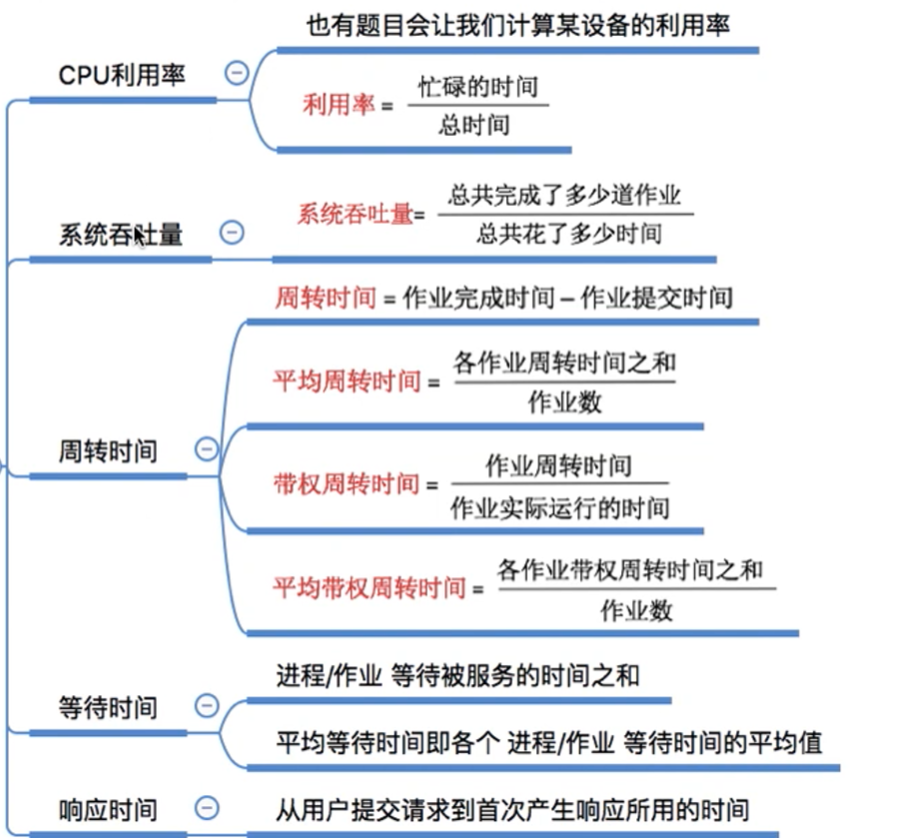 也有题目会让我们计算某设备的利用率
CPU利用率
利用率 = 忙碌的时间 / 总时间
系统吞吐量
系统吞吐量= 总共完成了多少道作业 / 总共花了多少时间
周转时间 = 作业完成时间 – 作业提交时间
平均周转时间 = 各作业周转时间之和 / 作业数
周转时间
带权周转时间 = 作业周转时间 / 作业实际运行的时间
平均带权周转时间 = 各作业带权周转时间之和 / 作业数
进程/作业 等待被服务的时间之和
等待时间
平均等待时间即各个 进程/作业 等待时间的平均值
响应时间
从用户提交请求到首次产生响应所用的时间